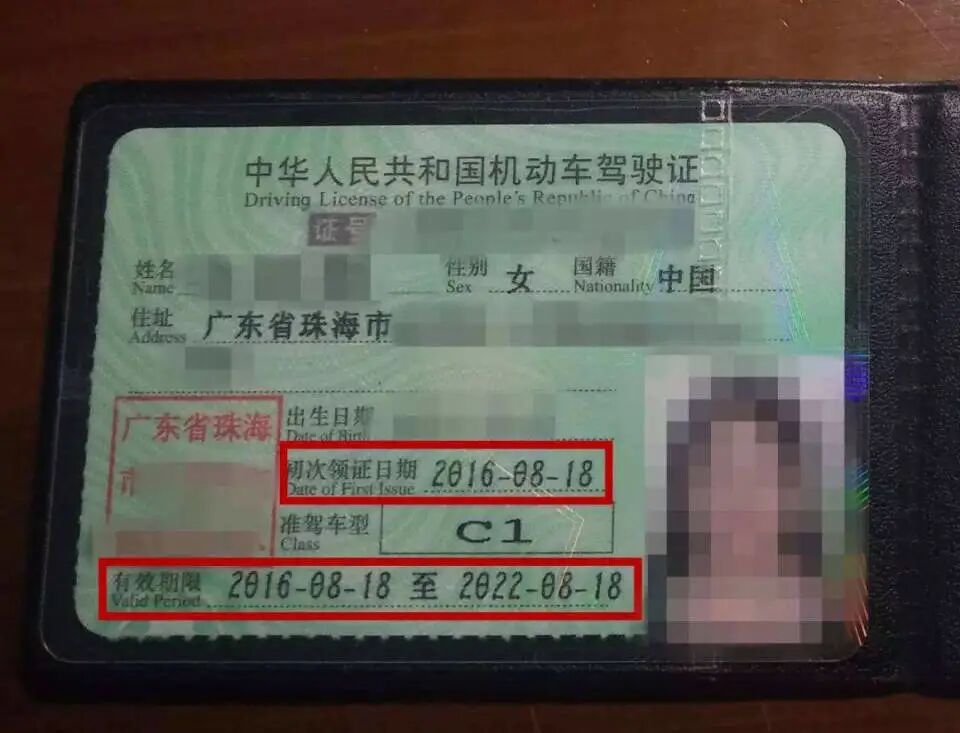 中华人民共和国机动车驾驶证
Driving License of the People's Republic of China
证号
姓名
Name
性别 女
Sex
国籍 中国
Nationality
住址 广东省珠海市
Address
广东省珠海
市
出生日期
Date of Birth
初次领证日期 2016-08-18
Date of First Issue
准驾车型 C1
Class
有效期限 2016-08-18 至 2022-08-18
Valid Period